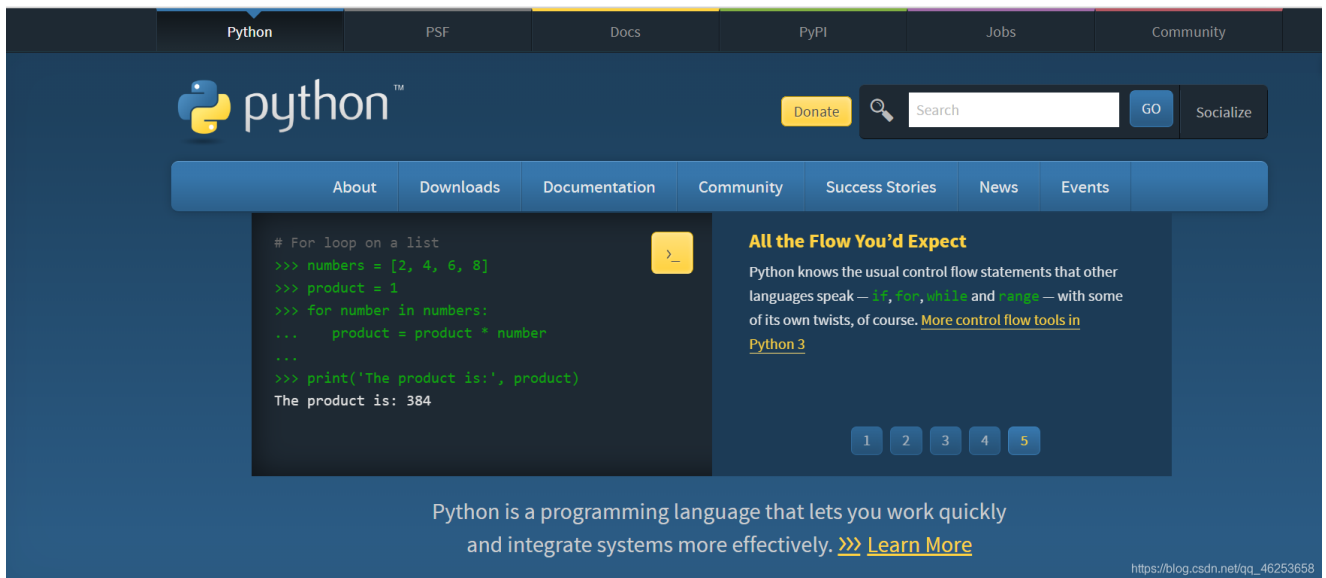 Python PSF Docs PyPI Jobs Community
python™
Donate Search GO Socialize
About Downloads Documentation Community Success Stories News Events
# For loop on a list
>>> numbers = [2, 4, 6, 8]
>>> product = 1
>>> for number in numbers:
...     product = product * number
...
>>> print('The product is:', product)
The product is: 384
>_
All the Flow You’d Expect
Python knows the usual control flow statements that other
languages speak — if, for, while and range — with some
of its own twists, of course. More control flow tools in
Python 3
1 2 3 4 5
Python is a programming language that lets you work quickly
and integrate systems more effectively. >>> Learn More
https://blog.csdn.net/qq_46253658